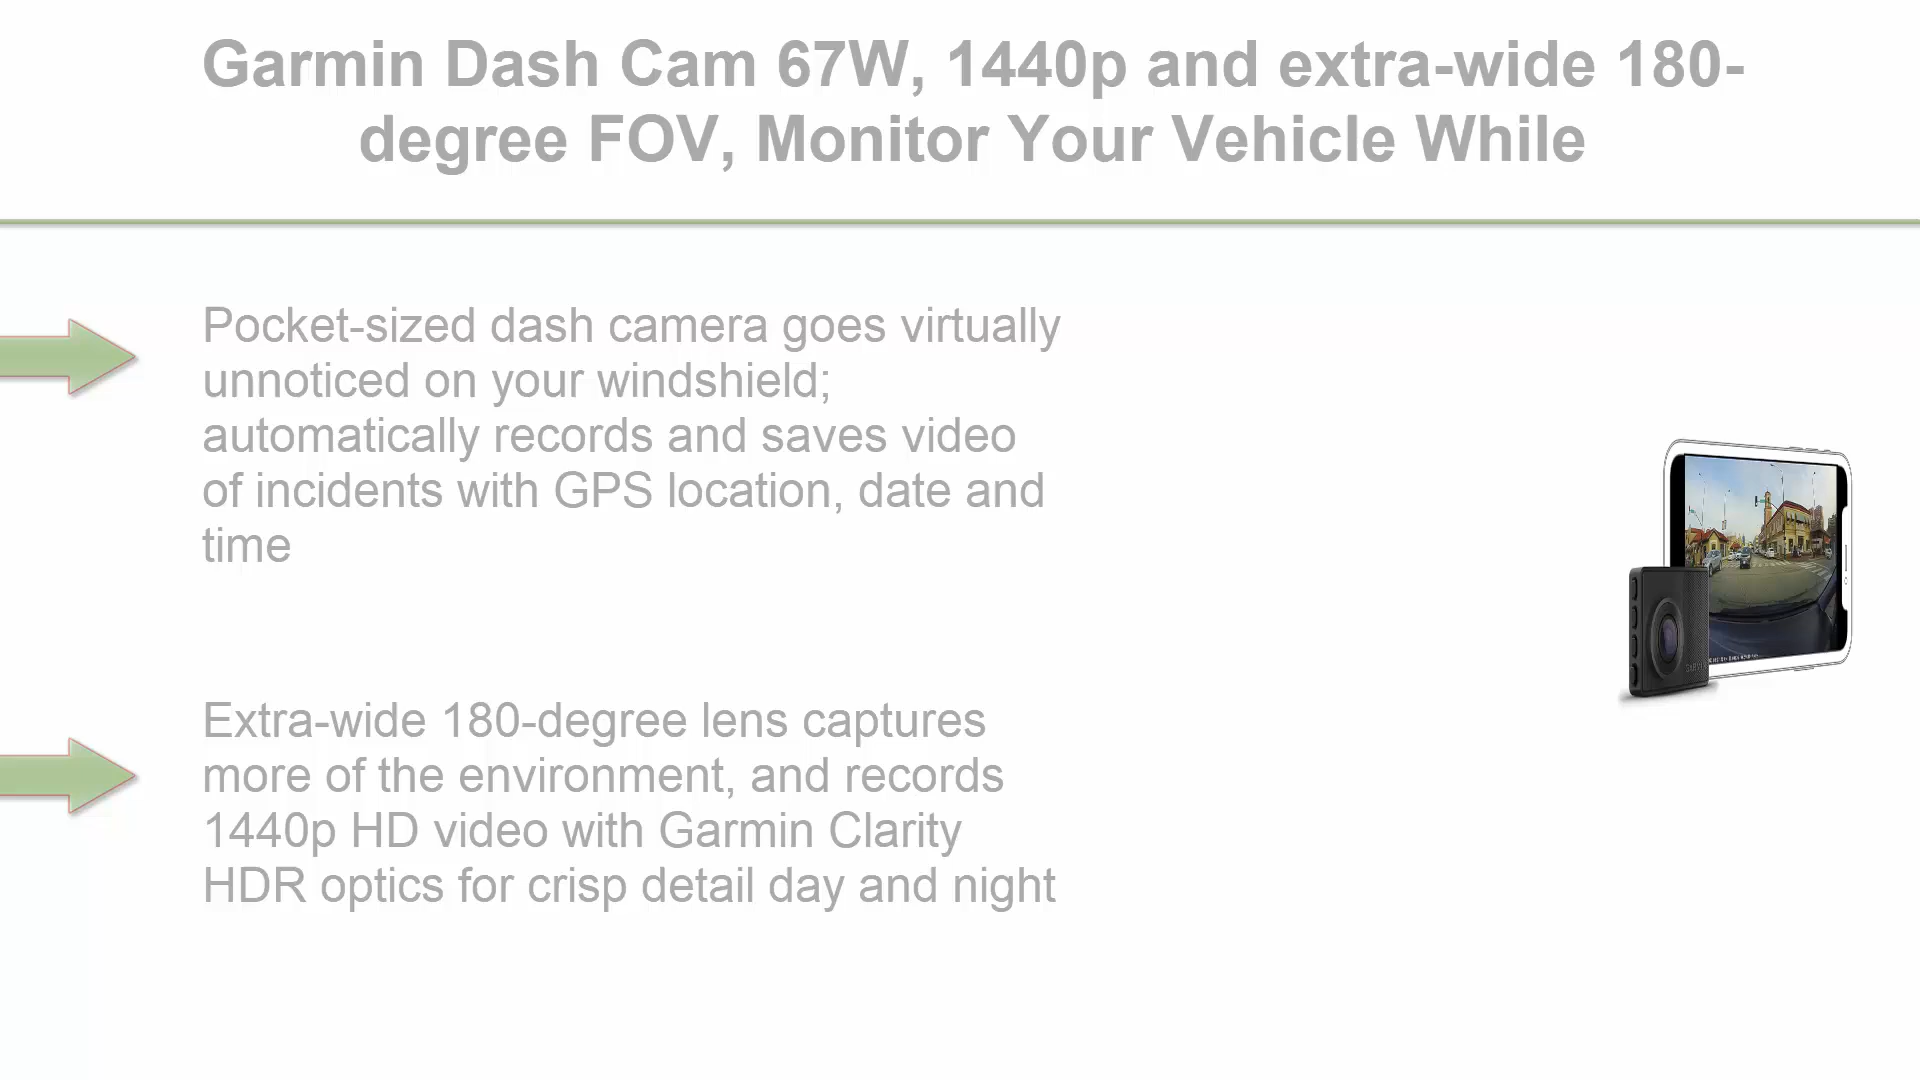 Garmin Dash Cam 67W, 1440p and extra-wide 180-
degree FOV, Monitor Your Vehicle While
Pocket-sized dash camera goes virtually
unnoticed on your windshield;
automatically records and saves video
of incidents with GPS location, date and
time
Extra-wide 180-degree lens captures
more of the environment, and records
1440p HD video with Garmin Clarity
HDR optics for crisp detail day and night